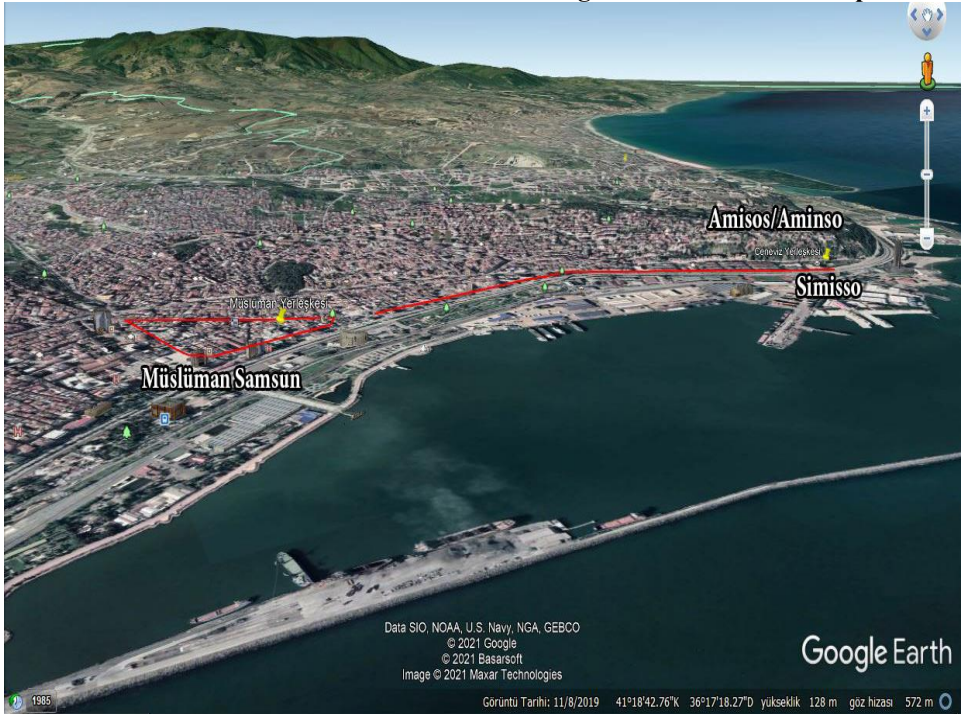 Amisos/Aminso
Ceneviz Yerleşkesi
Simisso
Müslüman Yerleşkesi
Müslüman Samsun
Data SIO, NOAA, U.S. Navy, NGA, GEBCO
© 2021 Google
© 2021 Basarsoft
Image © 2021 Maxar Technologies
Google Earth
1985
Görüntü Tarihi: 11/8/2019 41°18'42.76"K 36°17'18.27"D yükseklik 128 m göz hizası 572 m